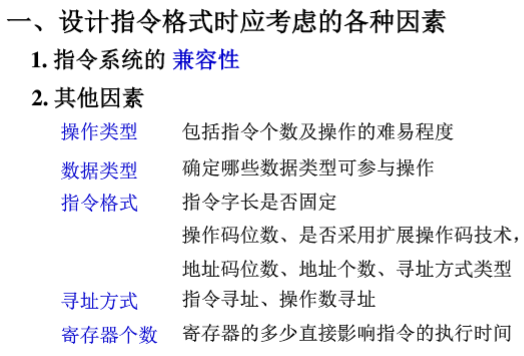 一、设计指令格式时应考虑的各种因素
1. 指令系统的 兼容性
2. 其他因素
操作类型 包括指令个数及操作的难易程度
数据类型 确定哪些数据类型可参与操作
指令格式 指令字长是否固定
操作码位数、是否采用扩展操作码技术，
地址码位数、地址个数、寻址方式类型
寻址方式 指令寻址、操作数寻址
寄存器个数 寄存器的多少直接影响指令的执行时间